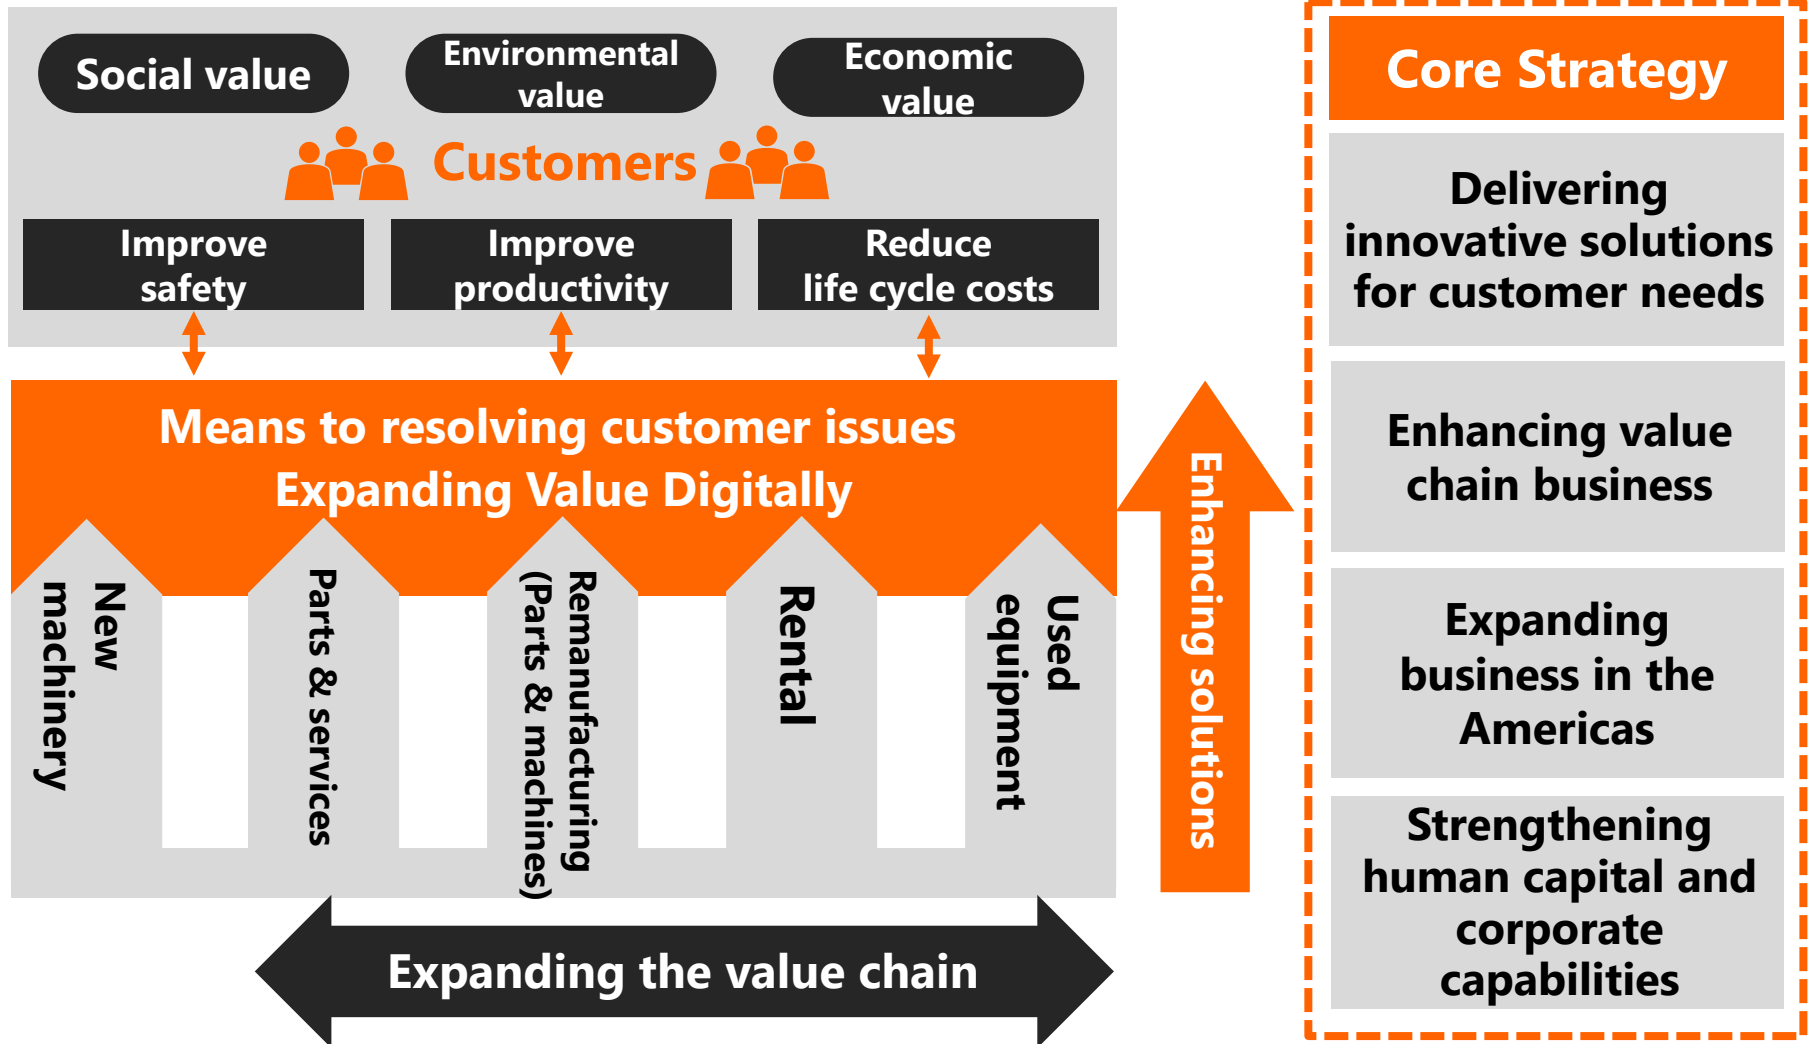 Social value
Environmental
value
Economic
value
Customers
Improve
safety
Improve
productivity
Reduce
life cycle costs
Means to resolving customer issues
Expanding Value Digitally
New
machinery
Parts & services
Remanufacturing
(Parts & machines)
Rental
Used
equipment
Expanding the value chain
Enhancing solutions
Core Strategy
Delivering
innovative solutions
for customer needs
Enhancing value
chain business
Expanding
business in the
Americas
Strengthening
human capital and
corporate
capabilities